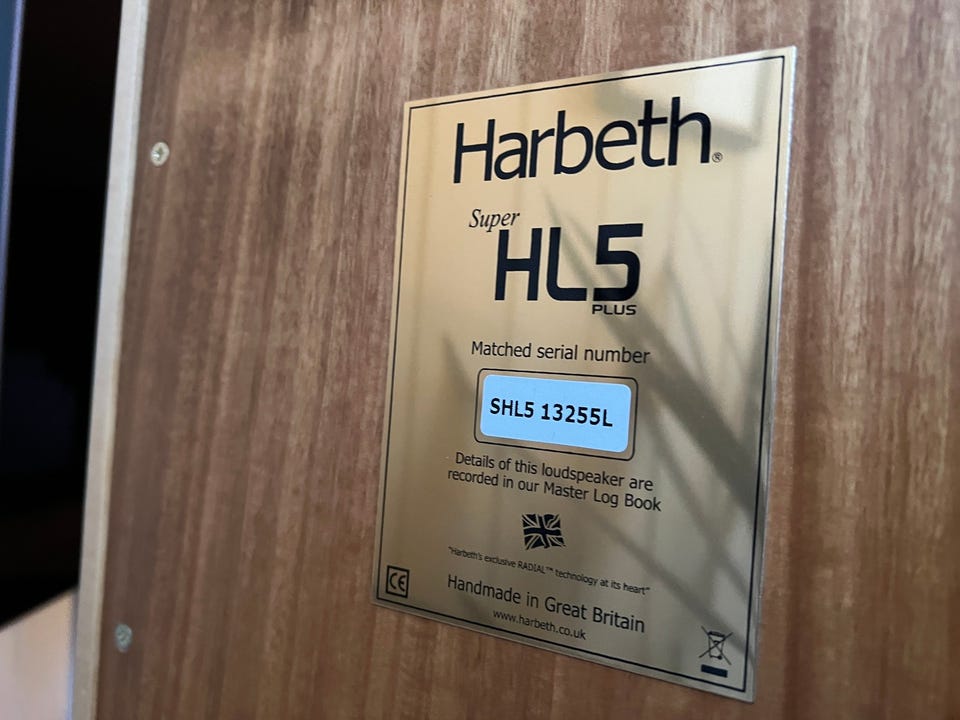 Harbeth®
Super
HL5
PLUS
Matched serial number
SHL5 13255L
Details of this loudspeaker are
recorded in our Master Log Book
"Harbeth's exclusive RADIAL™ technology at its heart"
CE
Handmade in Great Britain
www.harbeth.co.uk